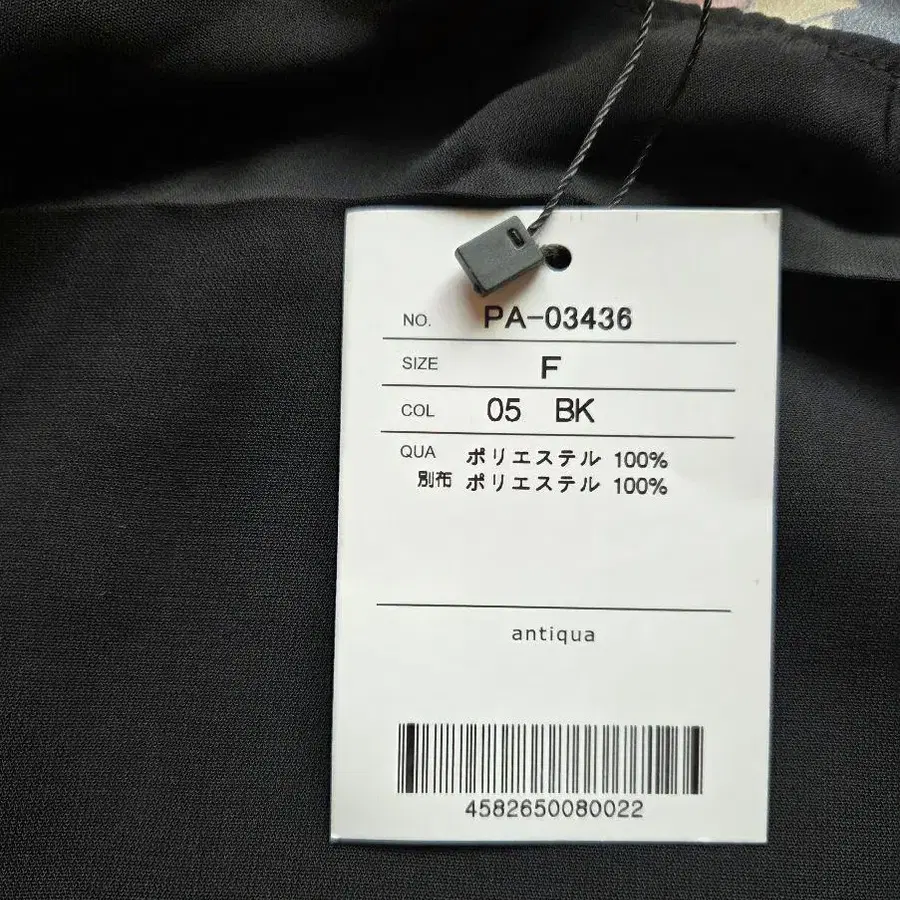 NO. PA-03436
SIZE F
COL 05 BK
QUA ポリエステル 100%
別布 ポリエステル 100%
antiqua
4582650080022